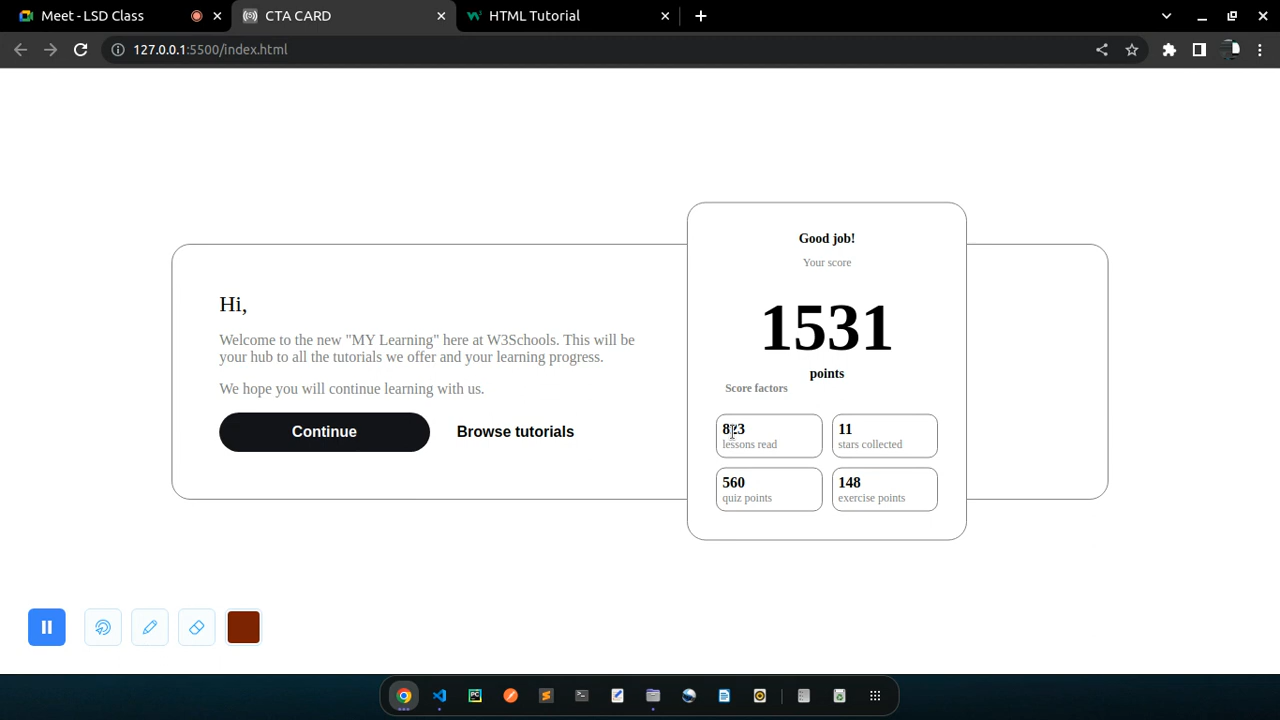 Meet - LSD Class
CTA CARD
HTML Tutorial
127.0.0.1:5500/index.html
Good job!
Your score
1531
points
Score factors
Hi,
Welcome to the new "MY Learning" here at W3Schools. This will be
your hub to all the tutorials we offer and your learning progress.
We hope you will continue learning with us.
Continue
Browse tutorials
lessons read
11
stars collected
560
quiz points
148
exercise points